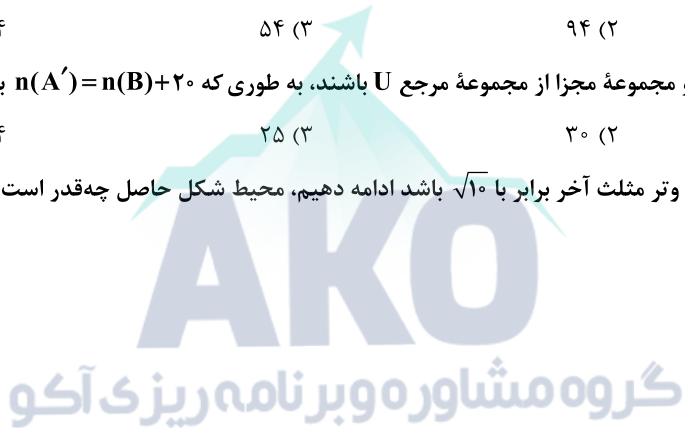 ۲) ۹۴ ۳) ۵۴
مجموعهٔ مجزا از مجموعهٔ مرجع U باشند، به طوری که n(A′)=n(B)+۲۰
۲) ۳۰ ۳) ۲۵
وتر مثلث آخر برابر با √۱۰ باشد ادامه دهیم، محیط شکل حاصل چه‌قدر است
AKO
گروه مشاوره و برنامه ریزی آکو